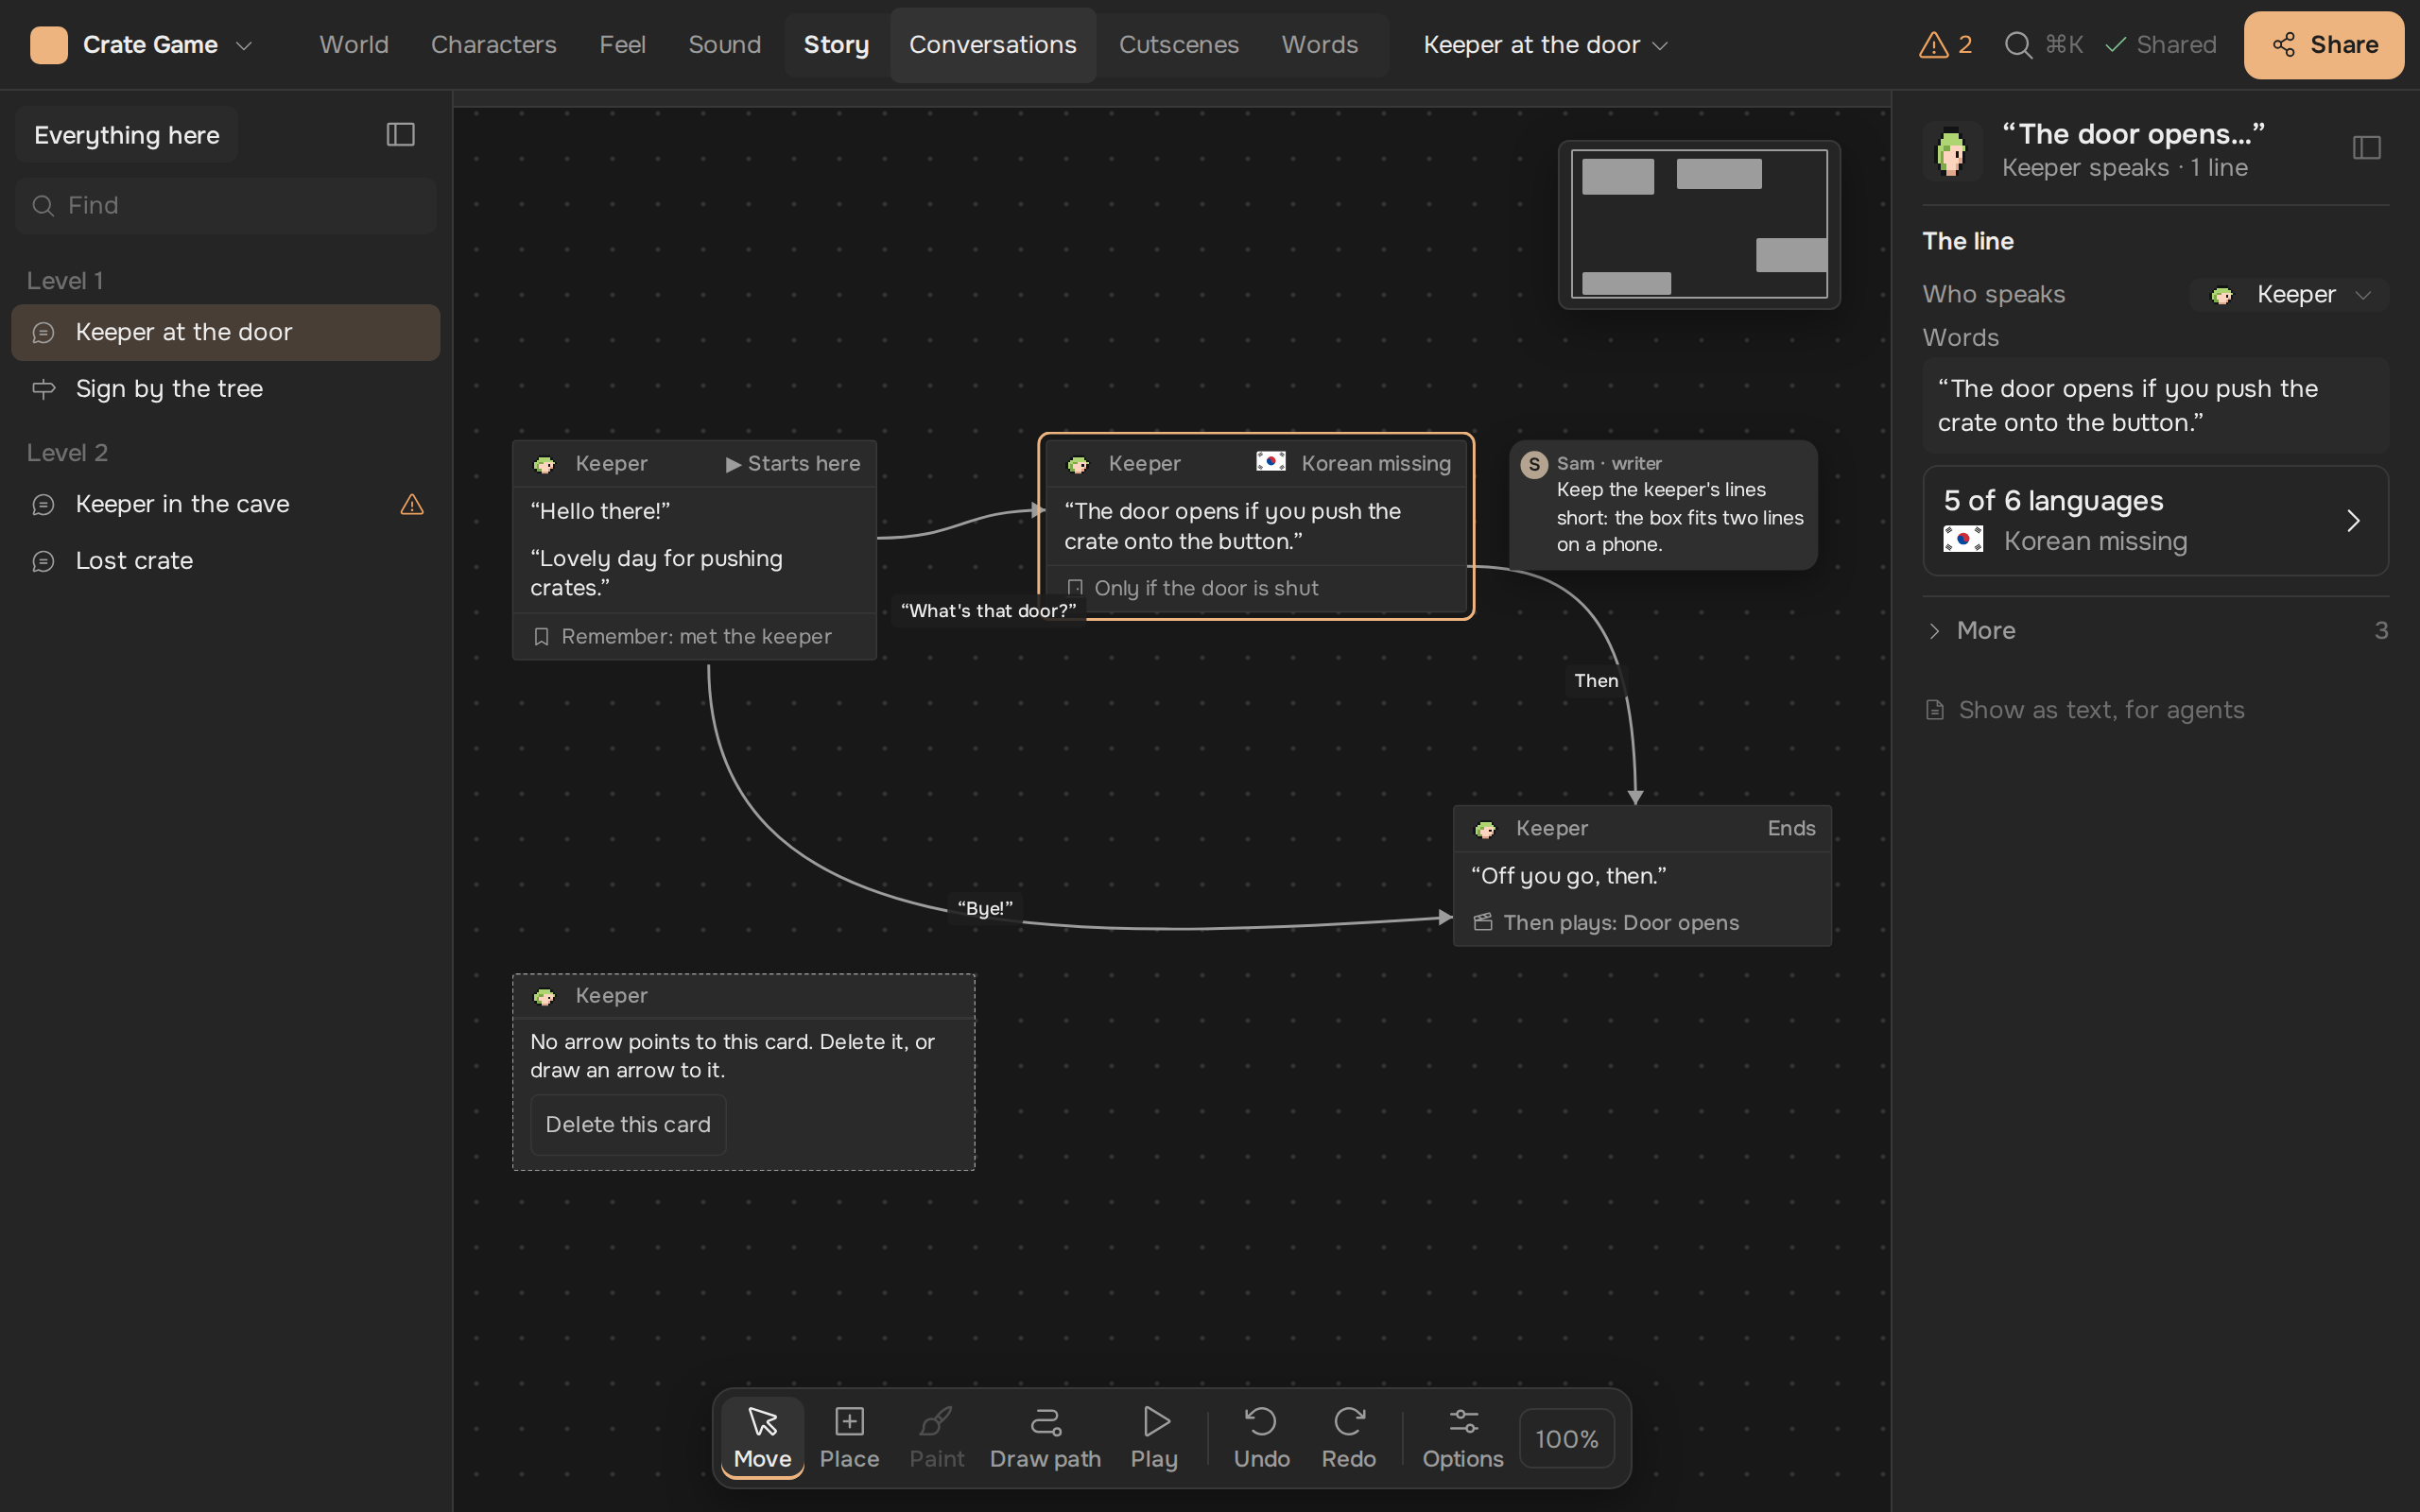 Crate Game
World
Characters
Feel
Sound
Story
Conversations
Cutscenes
Words
Keeper at the door
2
⌘K
Shared
Share
Everything here
Find
Level 1
Keeper at the door
Sign by the tree
Level 2
Keeper in the cave
Lost crate
Keeper
▶ Starts here
“Hello there!”
“Lovely day for pushing
crates.”
Remember: met the keeper
“What's that door?”
Keeper
Korean missing
“The door opens if you push the
crate onto the button.”
Only if the door is shut
S
Sam · writer
Keep the keeper's lines
short: the box fits two lines
on a phone.
Then
“Bye!”
Keeper
Ends
“Off you go, then.”
Then plays: Door opens
Keeper
No arrow points to this card. Delete it, or
draw an arrow to it.
Delete this card
Move
Place
Paint
Draw path
Play
Undo
Redo
Options
100%
“The door opens…”
Keeper speaks · 1 line
The line
Who speaks
Keeper
Words
“The door opens if you push the
crate onto the button.”
5 of 6 languages
Korean missing
More
3
Show as text, for agents